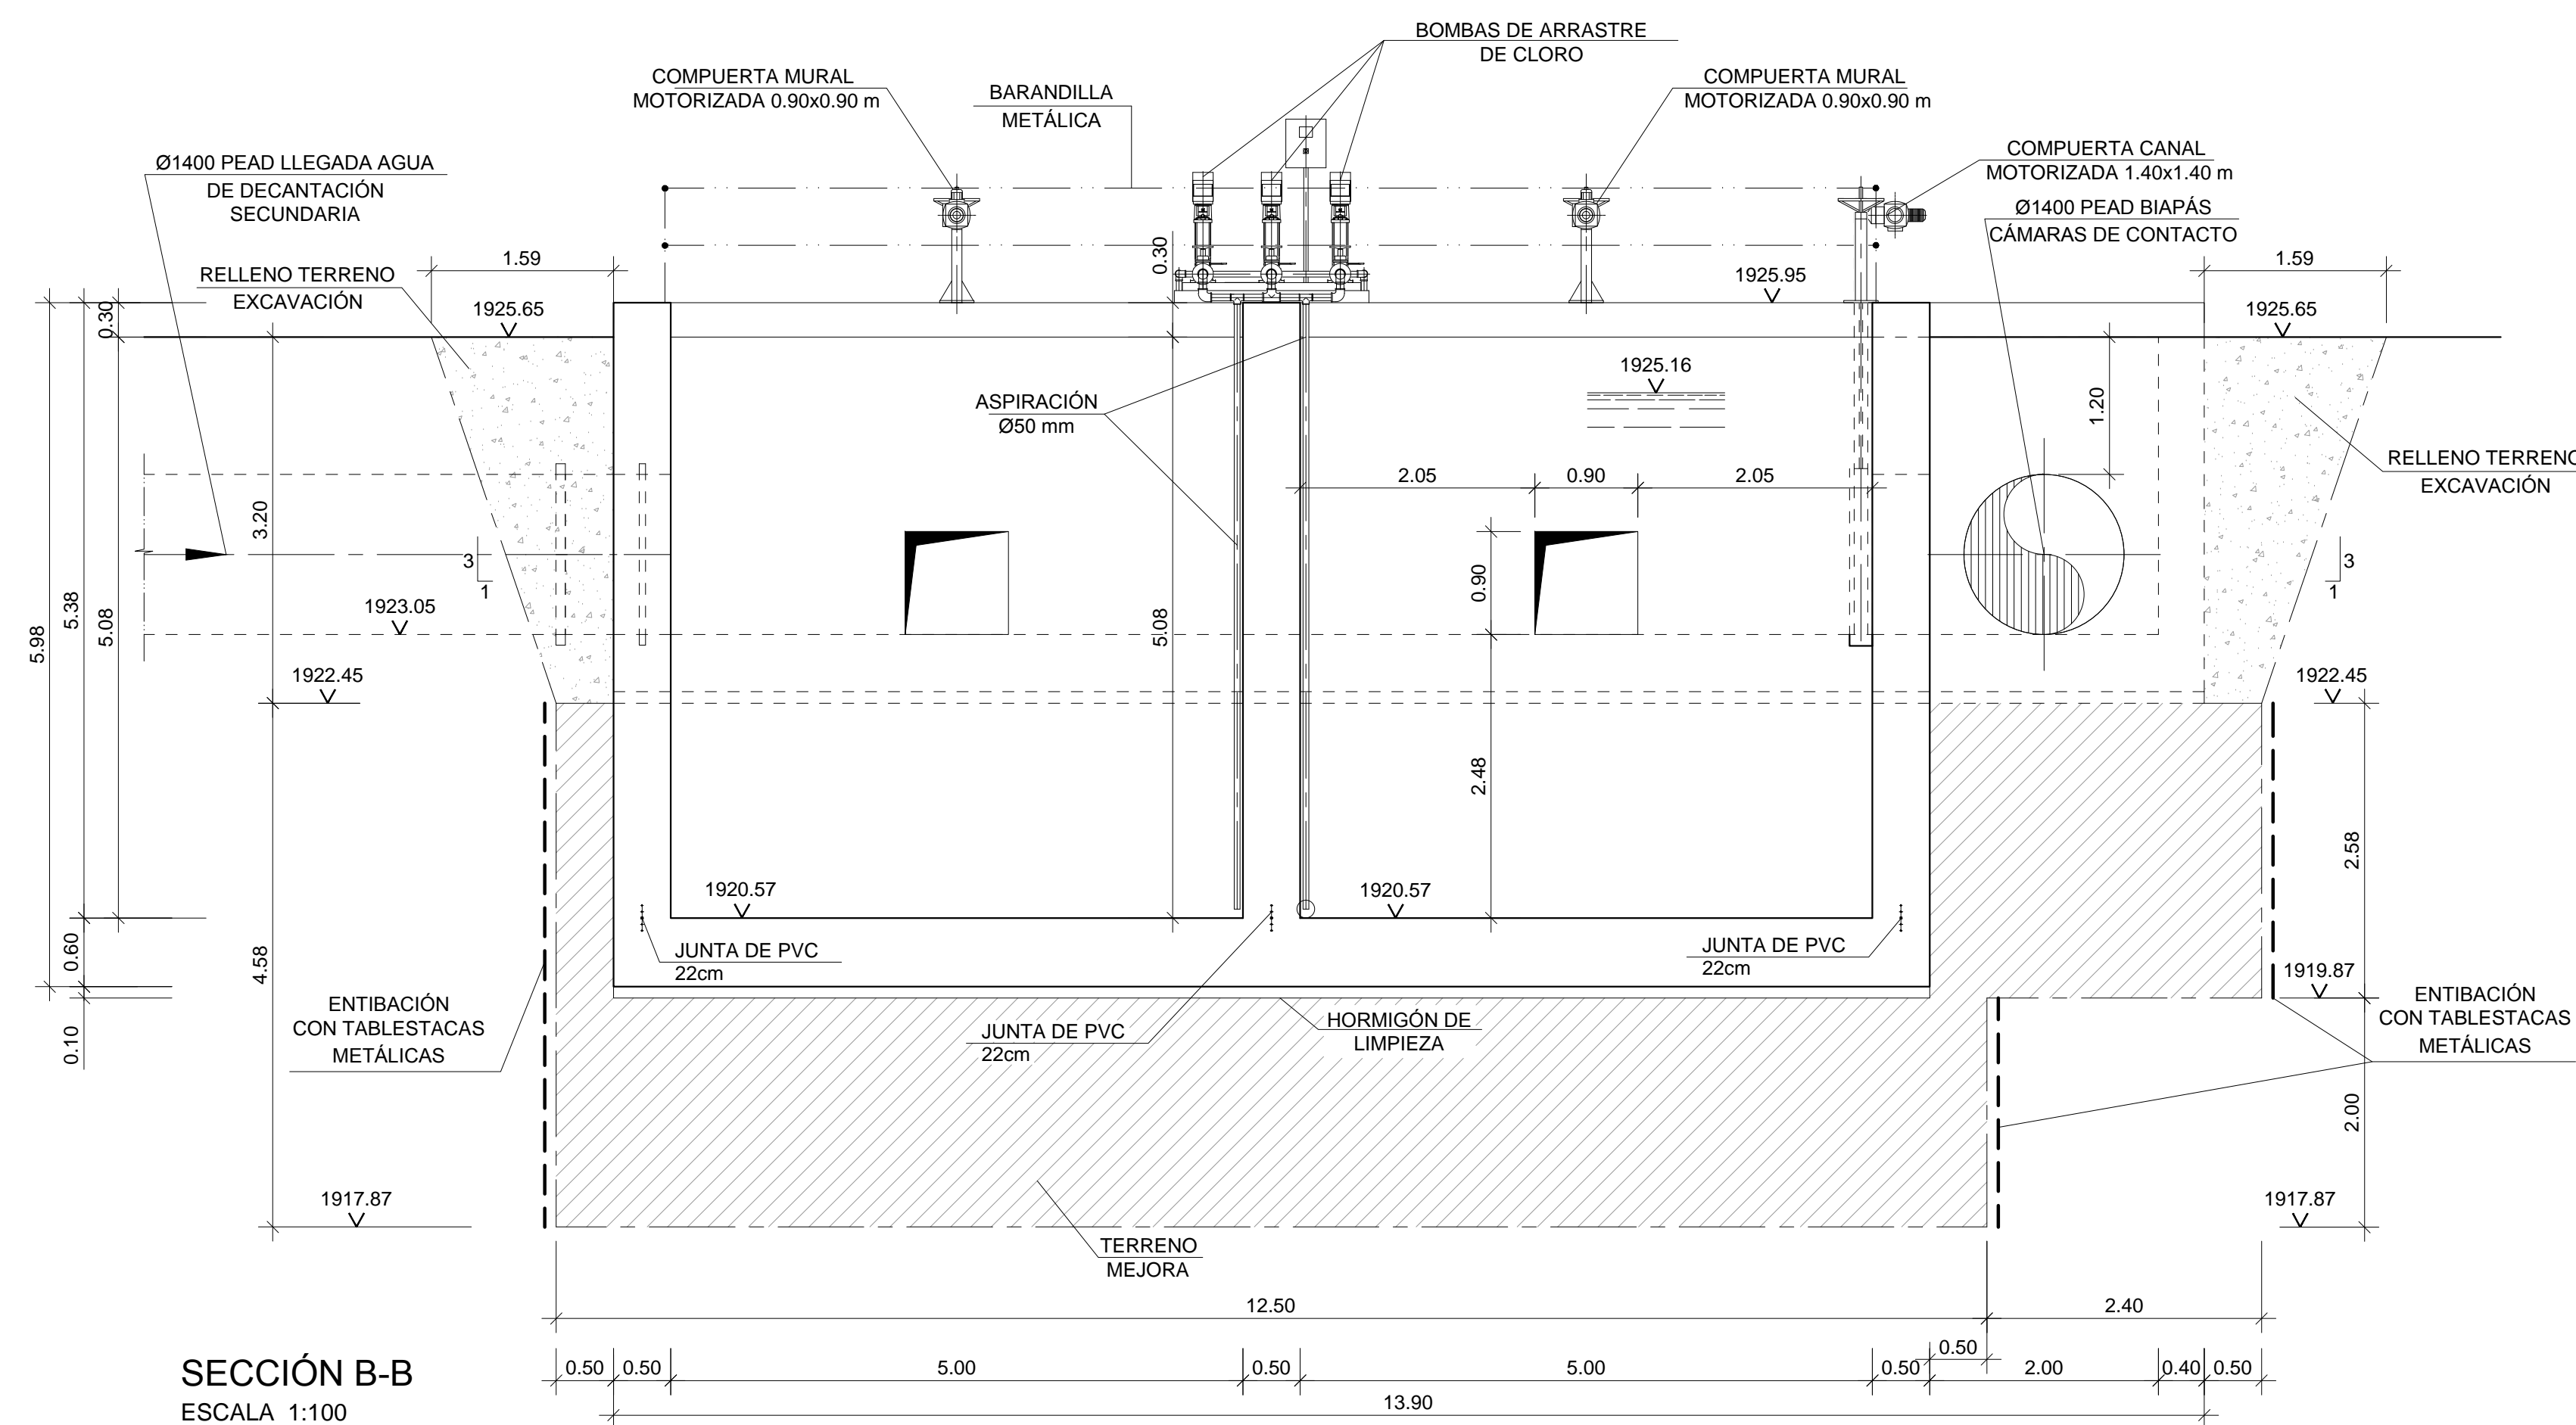 BOMBAS DE ARRASTRE
DE CLORO
COMPUERTA MURAL
MOTORIZADA 0.90x0.90 m
BARANDILLA
METÁLICA
COMPUERTA MURAL
MOTORIZADA 0.90x0.90 m
COMPUERTA CANAL
MOTORIZADA 1.40x1.40 m
Ø1400 PEAD LLEGADA AGUA
DE DECANTACIÓN
SECUNDARIA
Ø1400 PEAD BIAPÁS
CÁMARAS DE CONTACTO
1.59
0.30
1.59
RELLENO TERRENO
EXCAVACIÓN
1925.95
0.30
1925.65
1925.65
1925.16
ASPIRACIÓN
Ø50 mm
1.20
RELLENO TERRENO
EXCAVACIÓN
2.05
0.90
2.05
3.20
3
1
3
1
0.90
1923.05
5.98
5.38
5.08
5.08
1922.45
1922.45
2.48
2.58
1920.57
1920.57
JUNTA DE PVC
22cm
JUNTA DE PVC
22cm
0.60
4.58
1919.87
ENTIBACIÓN
CON TABLESTACAS
METÁLICAS
ENTIBACIÓN
CON TABLESTACAS
METÁLICAS
0.10
JUNTA DE PVC
22cm
HORMIGÓN DE
LIMPIEZA
2.00
1917.87
1917.87
TERRENO
MEJORA
12.50
2.40
0.50
0.50
0.50
5.00
0.50
5.00
0.50
2.00
0.40
0.50
13.90
SECCIÓN B-B
ESCALA 1:100